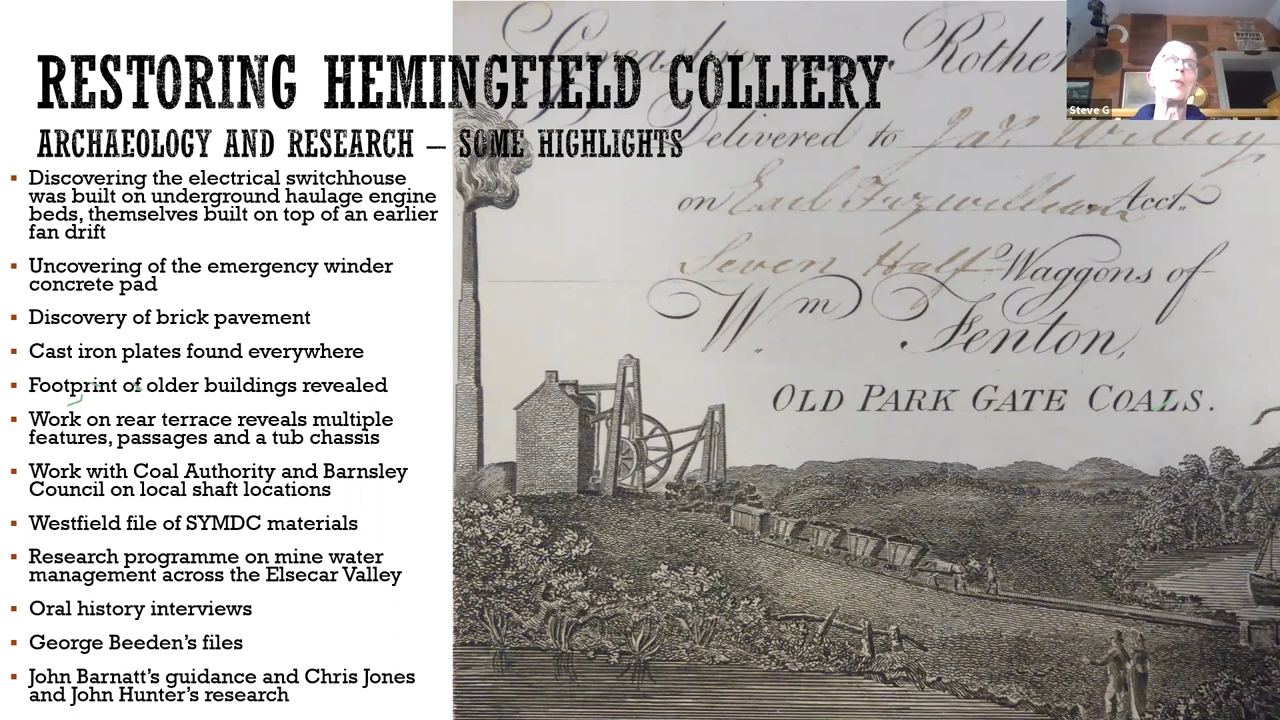 RESTORING HEMINGFIELD COLLIERY
ARCHAEOLOGY AND RESEARCH – SOME HIGHLIGHTS
▪ Discovering the electrical switchhouse
was built on underground haulage engine
beds, themselves built on top of an earlier
fan drift
▪ Uncovering of the emergency winder
concrete pad
▪ Discovery of brick pavement
▪ Cast iron plates found everywhere
▪ Footprint of older buildings revealed
▪ Work on rear terrace reveals multiple
features, passages and a tub chassis
▪ Work with Coal Authority and Barnsley
Council on local shaft locations
▪ Westfield file of SYMDC materials
▪ Research programme on mine water
management across the Elsecar Valley
▪ Oral history interviews
▪ George Beeden's files
▪ John Barnatt's guidance and Chris Jones
and John Hunter's research
Delivered to
on Earl Fitzwilliams Acct.
Seven Half Waggons of
Wm Fenton,
OLD PARK GATE COALS.
Steve G
NOTICE